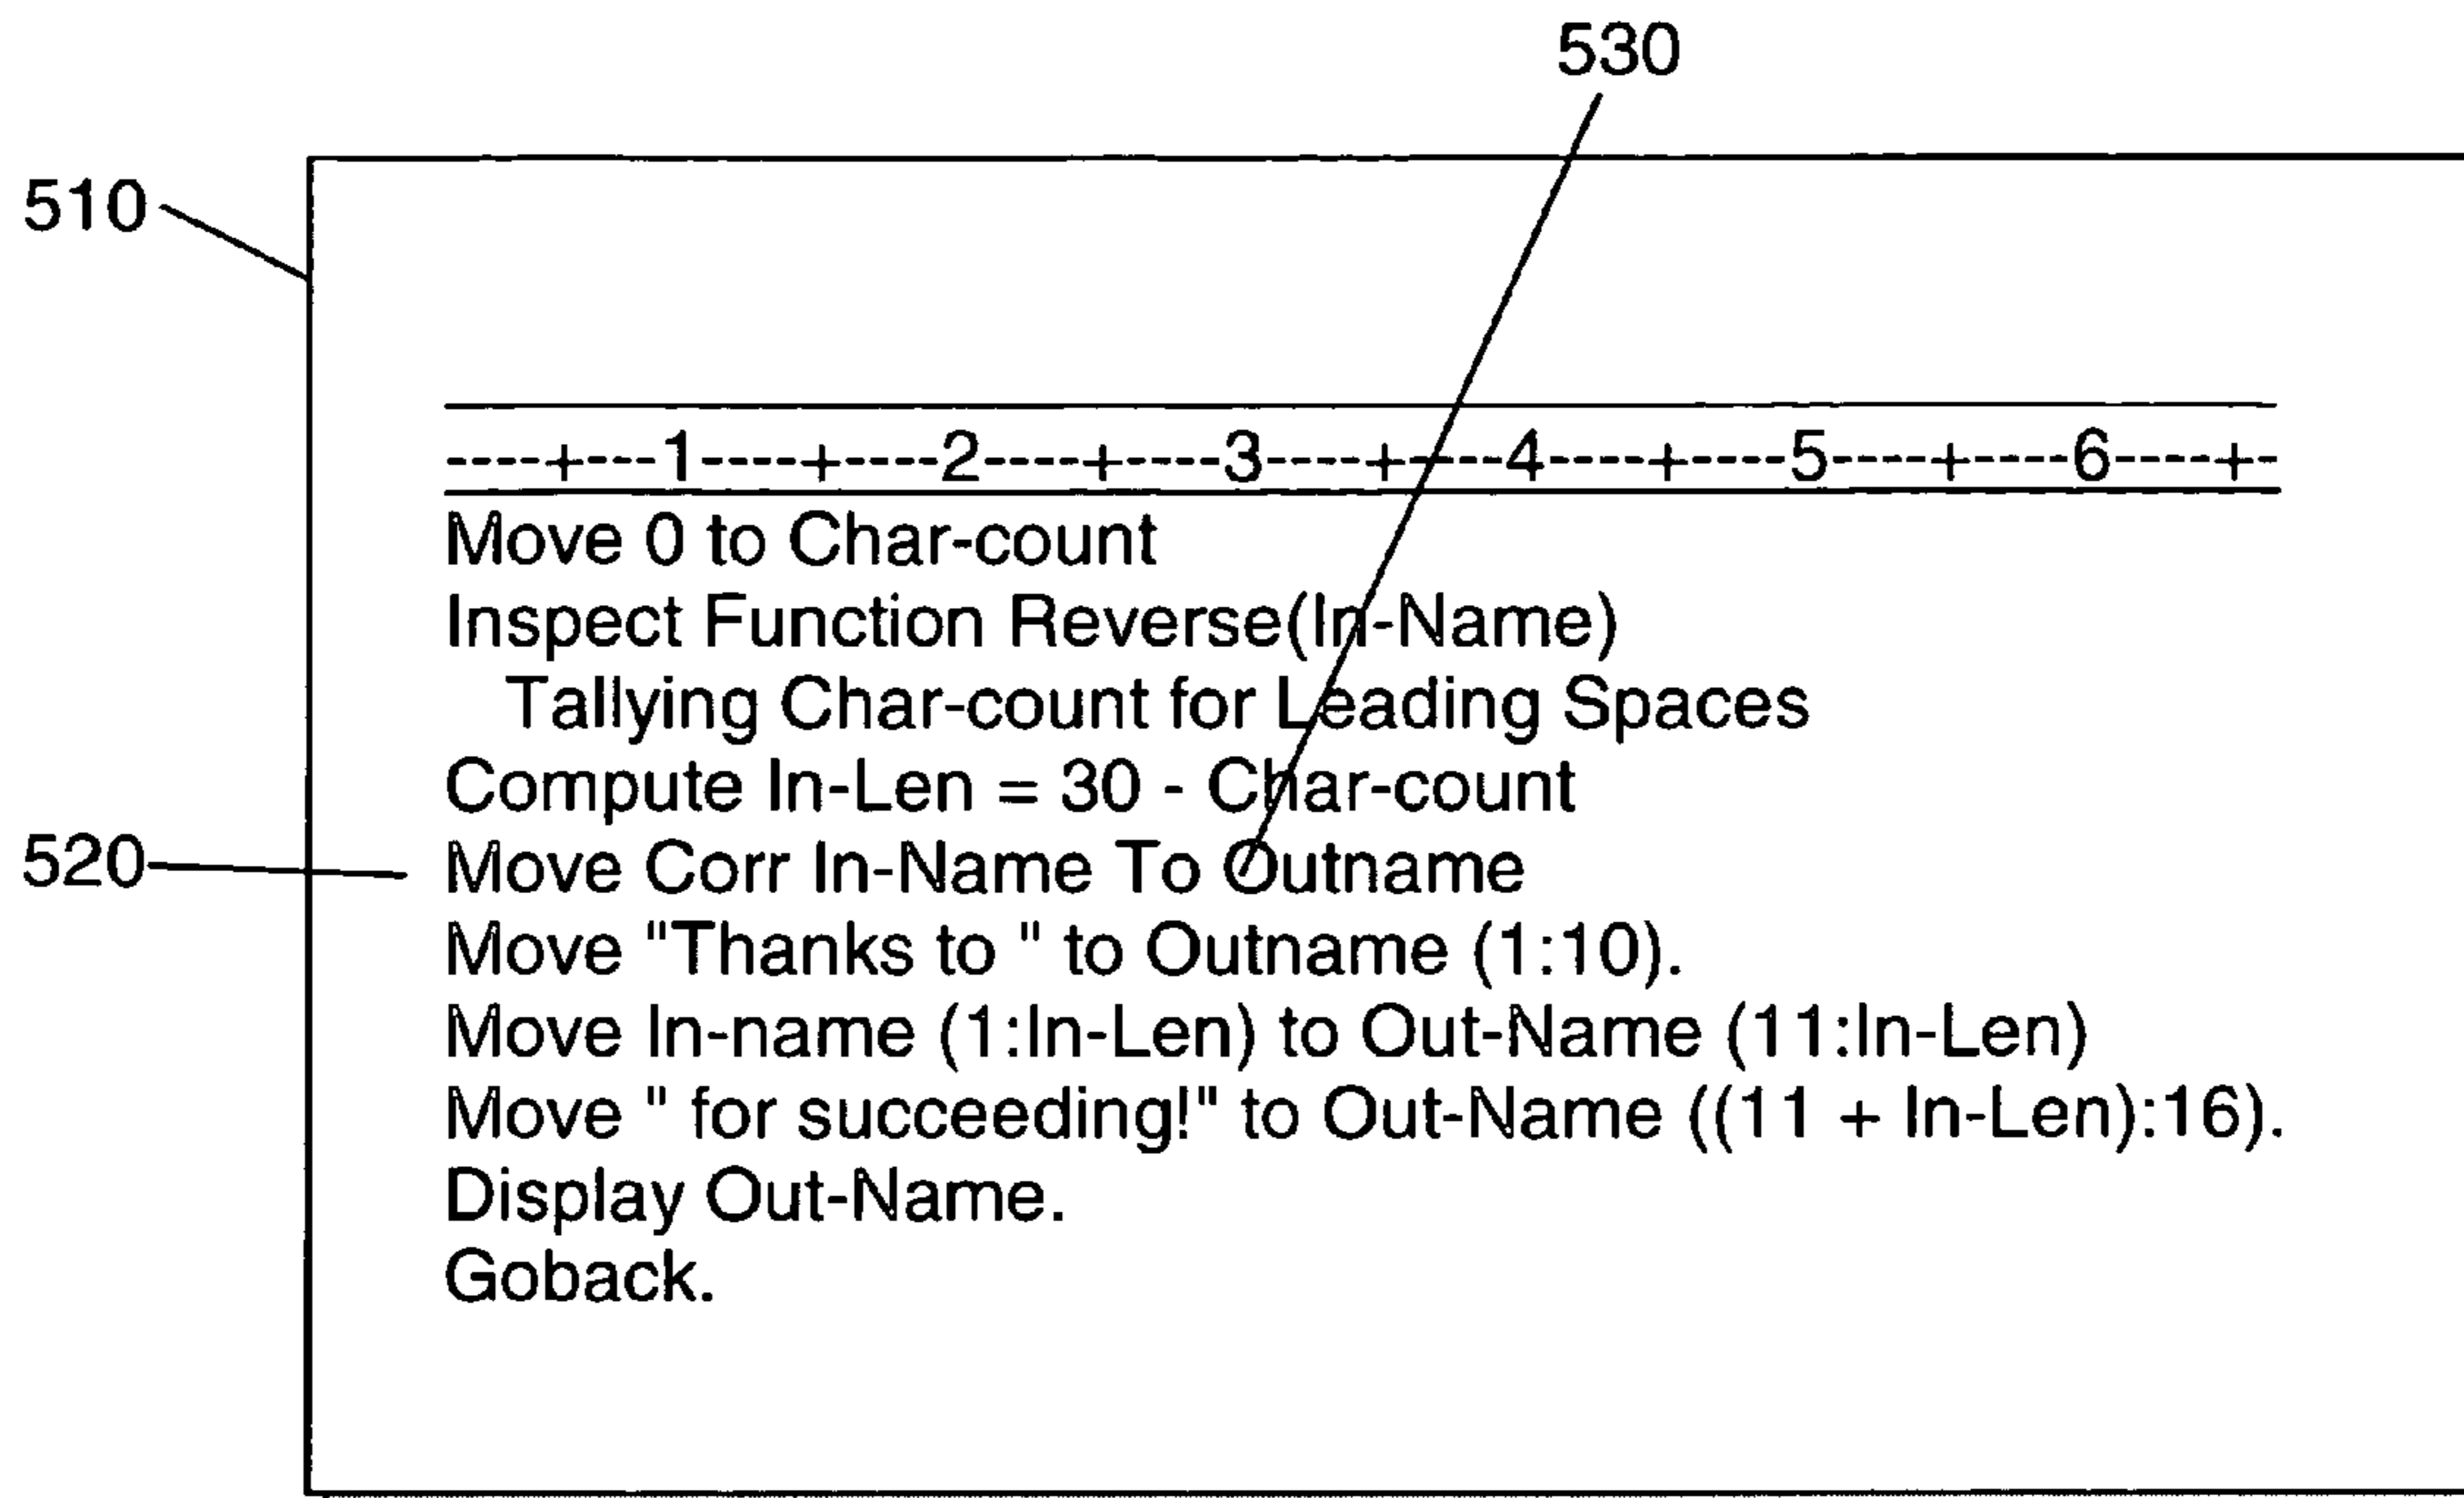 530
510
----+---1----+----2----+----3----+----4----+----5----+----6----+-
Move 0 to Char-count
Inspect Function Reverse(In-Name)
Tallying Char-count for Leading Spaces
Compute In-Len = 30 - Char-count
520
Move Corr In-Name To Outname
Move "Thanks to " to Outname (1:10).
Move In-name (1:In-Len) to Out-Name (11:In-Len)
Move " for succeeding!" to Out-Name ((11 + In-Len):16).
Display Out-Name.
Goback.